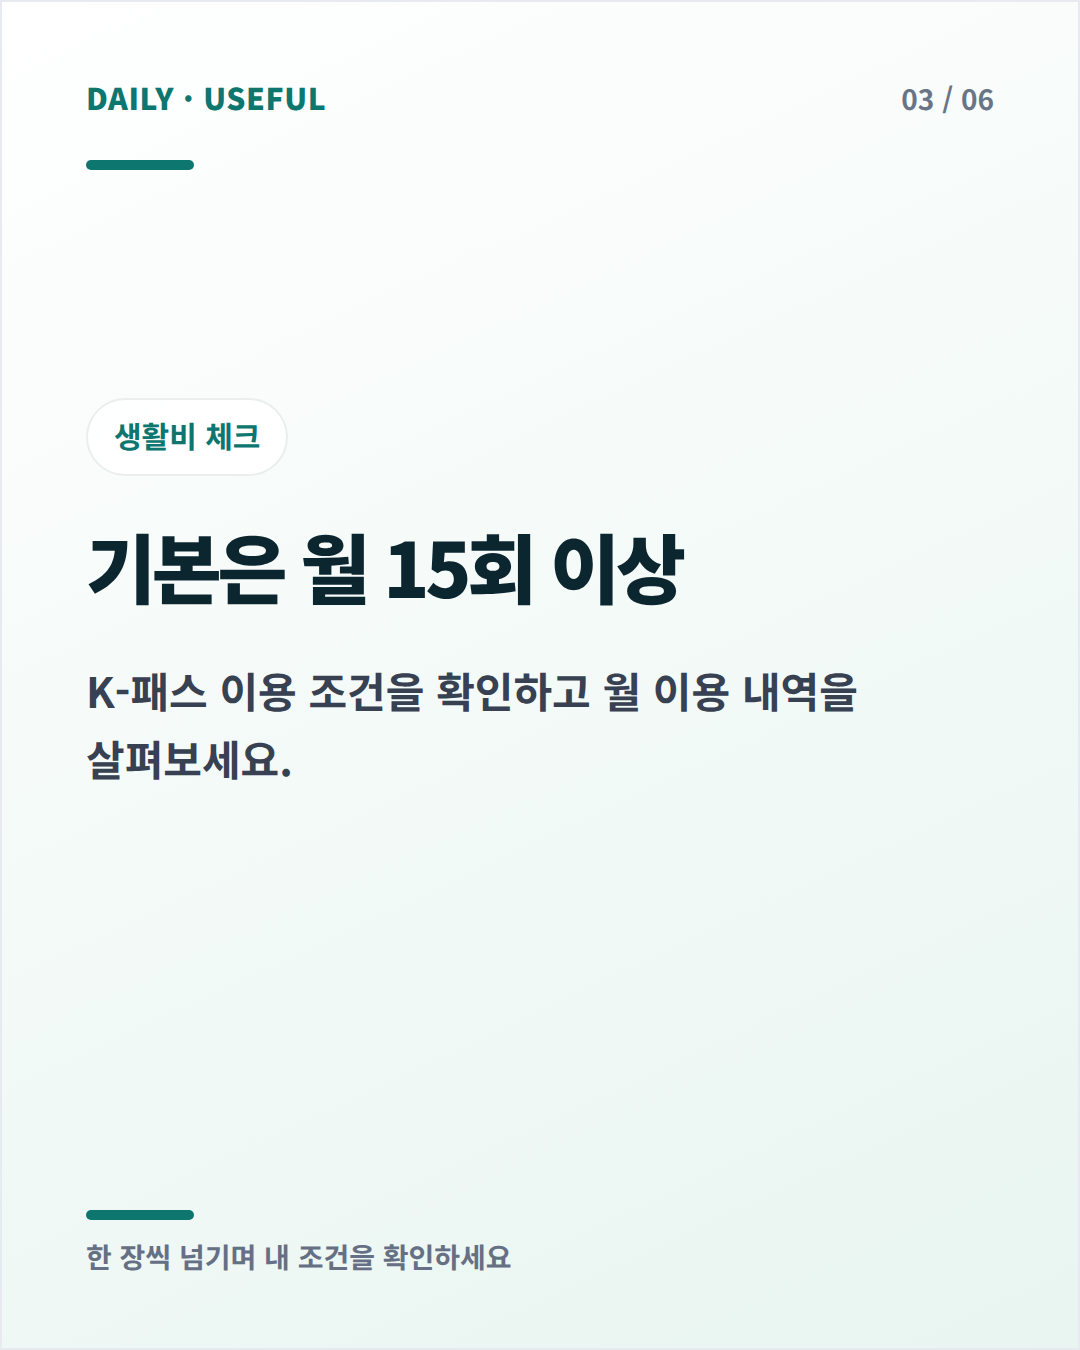 DAILY · USEFUL
03 / 06
생활비 체크
기본은 월 15회 이상
K-패스 이용 조건을 확인하고 월 이용 내역을
살펴보세요.
한 장씩 넘기며 내 조건을 확인하세요